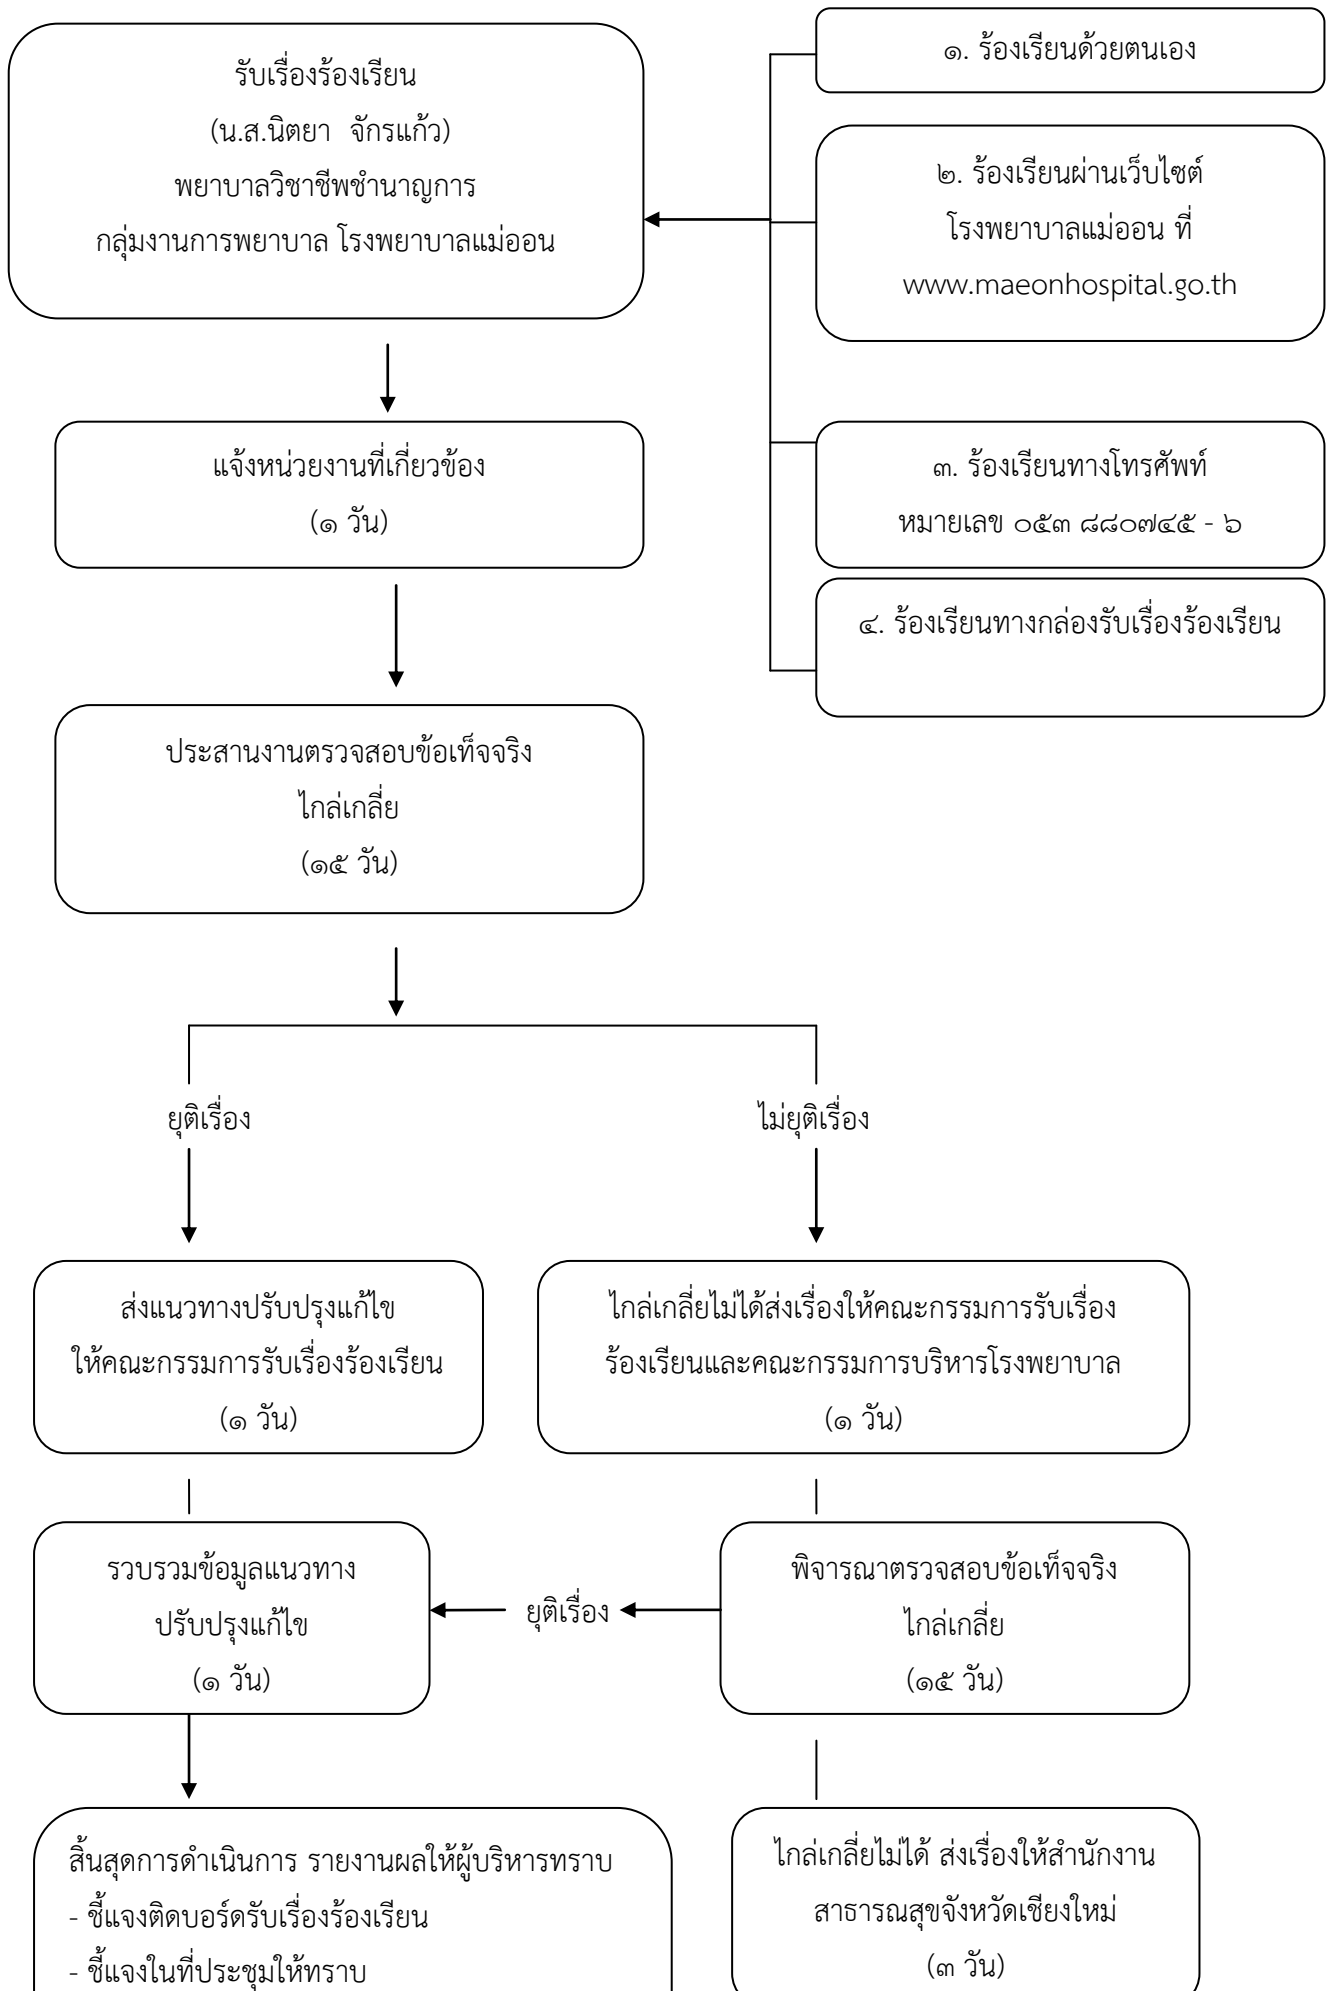 รับเรื่องร้องเรียน
(น.ส.นิตยา จักรแก้ว)
พยาบาลวิชาชีพชำนาญการ
กลุ่มงานการพยาบาล โรงพยาบาลแม่ออน
๑. ร้องเรียนด้วยตนเอง
๒. ร้องเรียนผ่านเว็บไซต์
โรงพยาบาลแม่ออน ที่
www.maeonhospital.go.th
๓. ร้องเรียนทางโทรศัพท์
หมายเลข ๐๕๓ ๘๘๐๗๔๕ - ๖
๔. ร้องเรียนทางกล่องรับเรื่องร้องเรียน
แจ้งหน่วยงานที่เกี่ยวข้อง
(๑ วัน)
ประสานงานตรวจสอบข้อเท็จจริง
ไกล่เกลี่ย
(๑๕ วัน)
ยุติเรื่อง
ไม่ยุติเรื่อง
ส่งแนวทางปรับปรุงแก้ไข
ให้คณะกรรมการรับเรื่องร้องเรียน
(๑ วัน)
ไกล่เกลี่ยไม่ได้ส่งเรื่องให้คณะกรรมการรับเรื่อง
ร้องเรียนและคณะกรรมการบริหารโรงพยาบาล
(๑ วัน)
รวบรวมข้อมูลแนวทาง
ปรับปรุงแก้ไข
(๑ วัน)
ยุติเรื่อง
พิจารณาตรวจสอบข้อเท็จจริง
ไกล่เกลี่ย
(๑๕ วัน)
สิ้นสุดการดำเนินการ รายงานผลให้ผู้บริหารทราบ
- ชี้แจงติดบอร์ดรับเรื่องร้องเรียน
- ชี้แจงในที่ประชุมให้ทราบ
ไกล่เกลี่ยไม่ได้ ส่งเรื่องให้สำนักงาน
สาธารณสุขจังหวัดเชียงใหม่
(๓ วัน)